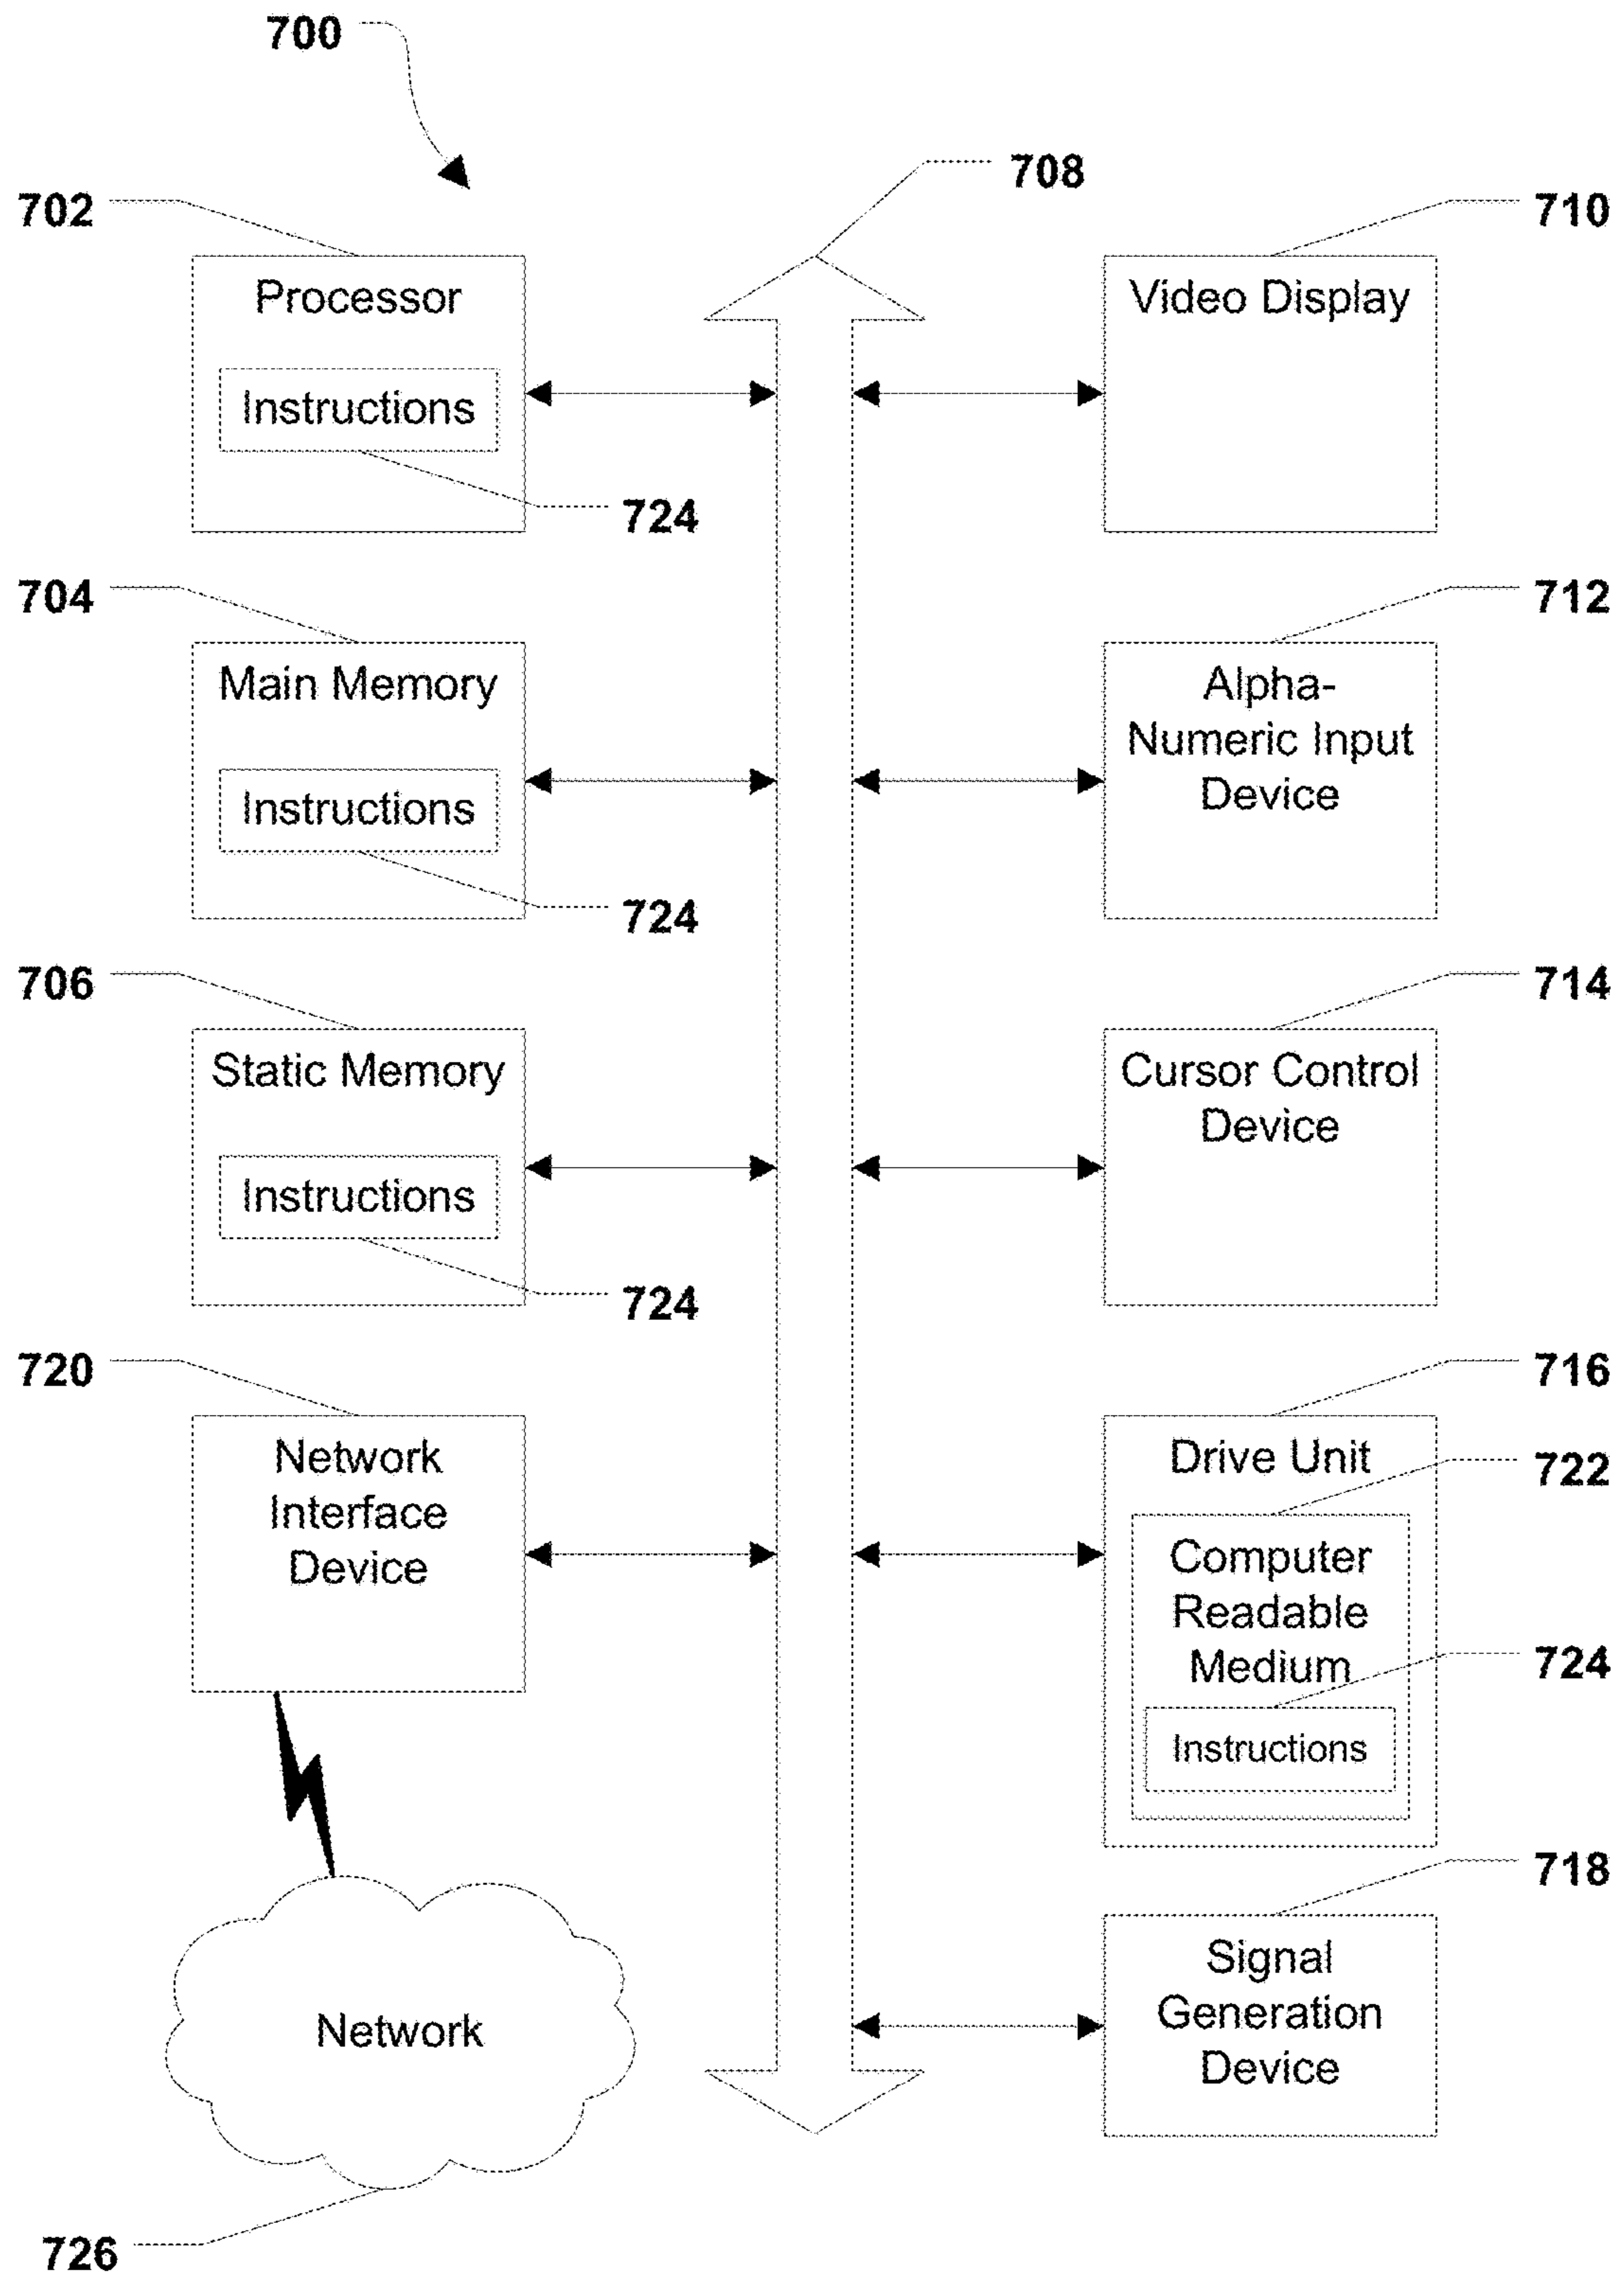 700
708
702
710
Processor
Instructions
724
Video Display
704
712
Main Memory
Instructions
724
Alpha-
Numeric Input
Device
706
714
Static Memory
Instructions
724
Cursor Control
Device
720
716
Network
Interface
Device
Drive Unit
722
Computer
Readable
Medium
724
Instructions
718
Signal
Generation
Device
Network
726